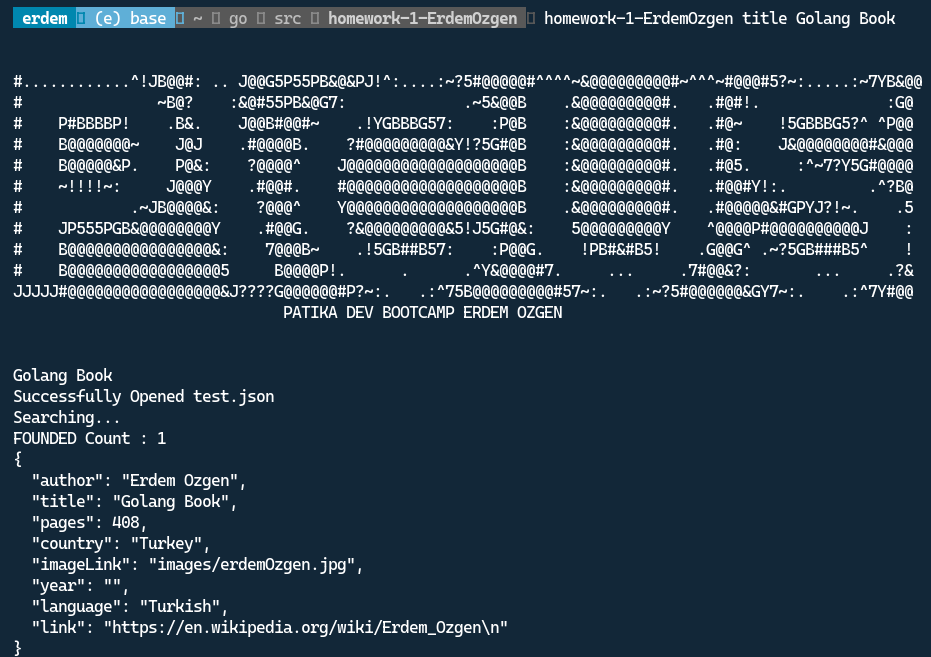 erdem (e) base ~ go src homework-1-ErdemOzgen homework-1-ErdemOzgen title Golang Book
#............^!JB@@#: .. J@@G5P55PB&@&PJ!^:....:~?5#@@@@@#^^^^~&@@@@@@@@@#~^^^~#@@@#5?~:.....:~7YB&@@
#               ~B@?    :&@#55PB&@G7:             .~5&@@B    .&@@@@@@@@@#.   .#@#!.              :G@
#    P#BBBBP!    .B&.    J@@B#@@#~    .!YGBBBG57:    :P@B    :&@@@@@@@@@#.   .#@~    !5GBBBG5?^ ^P@@
#    B@@@@@@@~    J@J    .#@@@@B.    ?#@@@@@@@@@&Y!?5G#@B    :&@@@@@@@@@#.   .#@:    J&@@@@@@@@#&@@@
#    B@@@@@&P.    P@&:    ?@@@@^    J@@@@@@@@@@@@@@@@@@@B    :&@@@@@@@@@#.   .#@5.     :^~7?Y5G#@@@@
#    ~!!!!~:     J@@@Y    .#@@#.    #@@@@@@@@@@@@@@@@@@@B    :&@@@@@@@@@#.   .#@@#Y!:.         .^?B@
#            .~JB@@@@&:    ?@@@^    Y@@@@@@@@@@@@@@@@@@@B    .&@@@@@@@@@#.   .#@@@@@&#GPYJ?!~.    .5
#    JP555PGB&@@@@@@@@Y    .#@@G.    ?&@@@@@@@@@&5!J5G#@&:    5@@@@@@@@@Y    ^@@@@P#@@@@@@@@@@J    :
#    B@@@@@@@@@@@@@@@@&:    7@@@B~    .!5GB##B57:    :P@@G.    !PB#&#B5!    .G@@G^ .~?5GB###B5^    !
#    B@@@@@@@@@@@@@@@@@5     B@@@@P!.      .      .^Y&@@@@#7.     ...     .7#@@&?:       ...     .?&
JJJJJ#@@@@@@@@@@@@@@@@@&J????G@@@@@@#P?~:.   .:^75B@@@@@@@@@#57~:.   .:~?5#@@@@@@&GY7~:.    .:^7Y#@@
PATIKA DEV BOOTCAMP ERDEM OZGEN
Golang Book
Successfully Opened test.json
Searching...
FOUNDED Count : 1
{
  "author": "Erdem Ozgen",
  "title": "Golang Book",
  "pages": 408,
  "country": "Turkey",
  "imageLink": "images/erdemOzgen.jpg",
  "year": "",
  "language": "Turkish",
  "link": "https://en.wikipedia.org/wiki/Erdem_Ozgen\n"
}